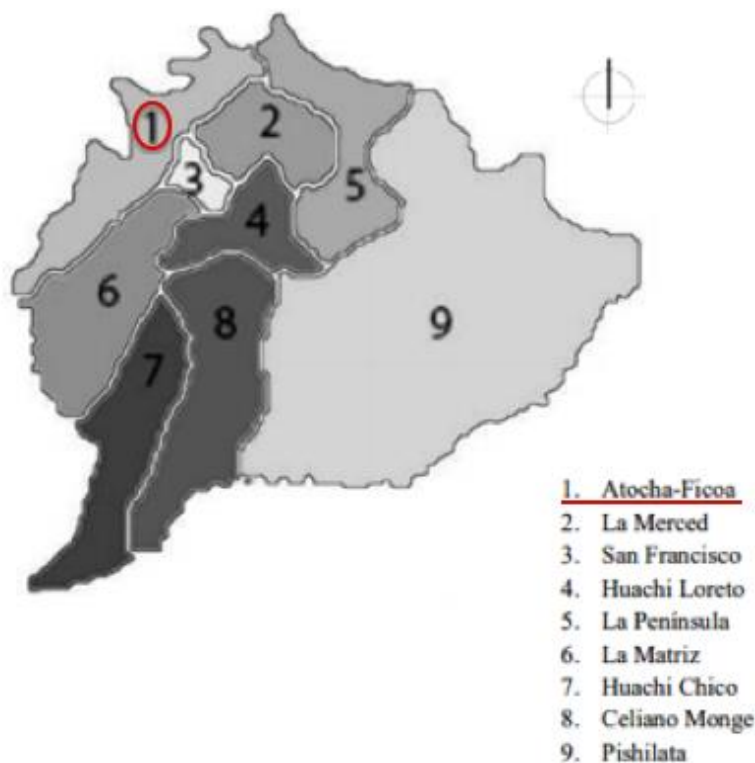 1
2
3
4
5
6
7
8
9
1. Atocha-Ficoa
2. La Merced
3. San Francisco
4. Huachi Loreto
5. La Península
6. La Matriz
7. Huachi Chico
8. Celiano Monge
9. Pishilata